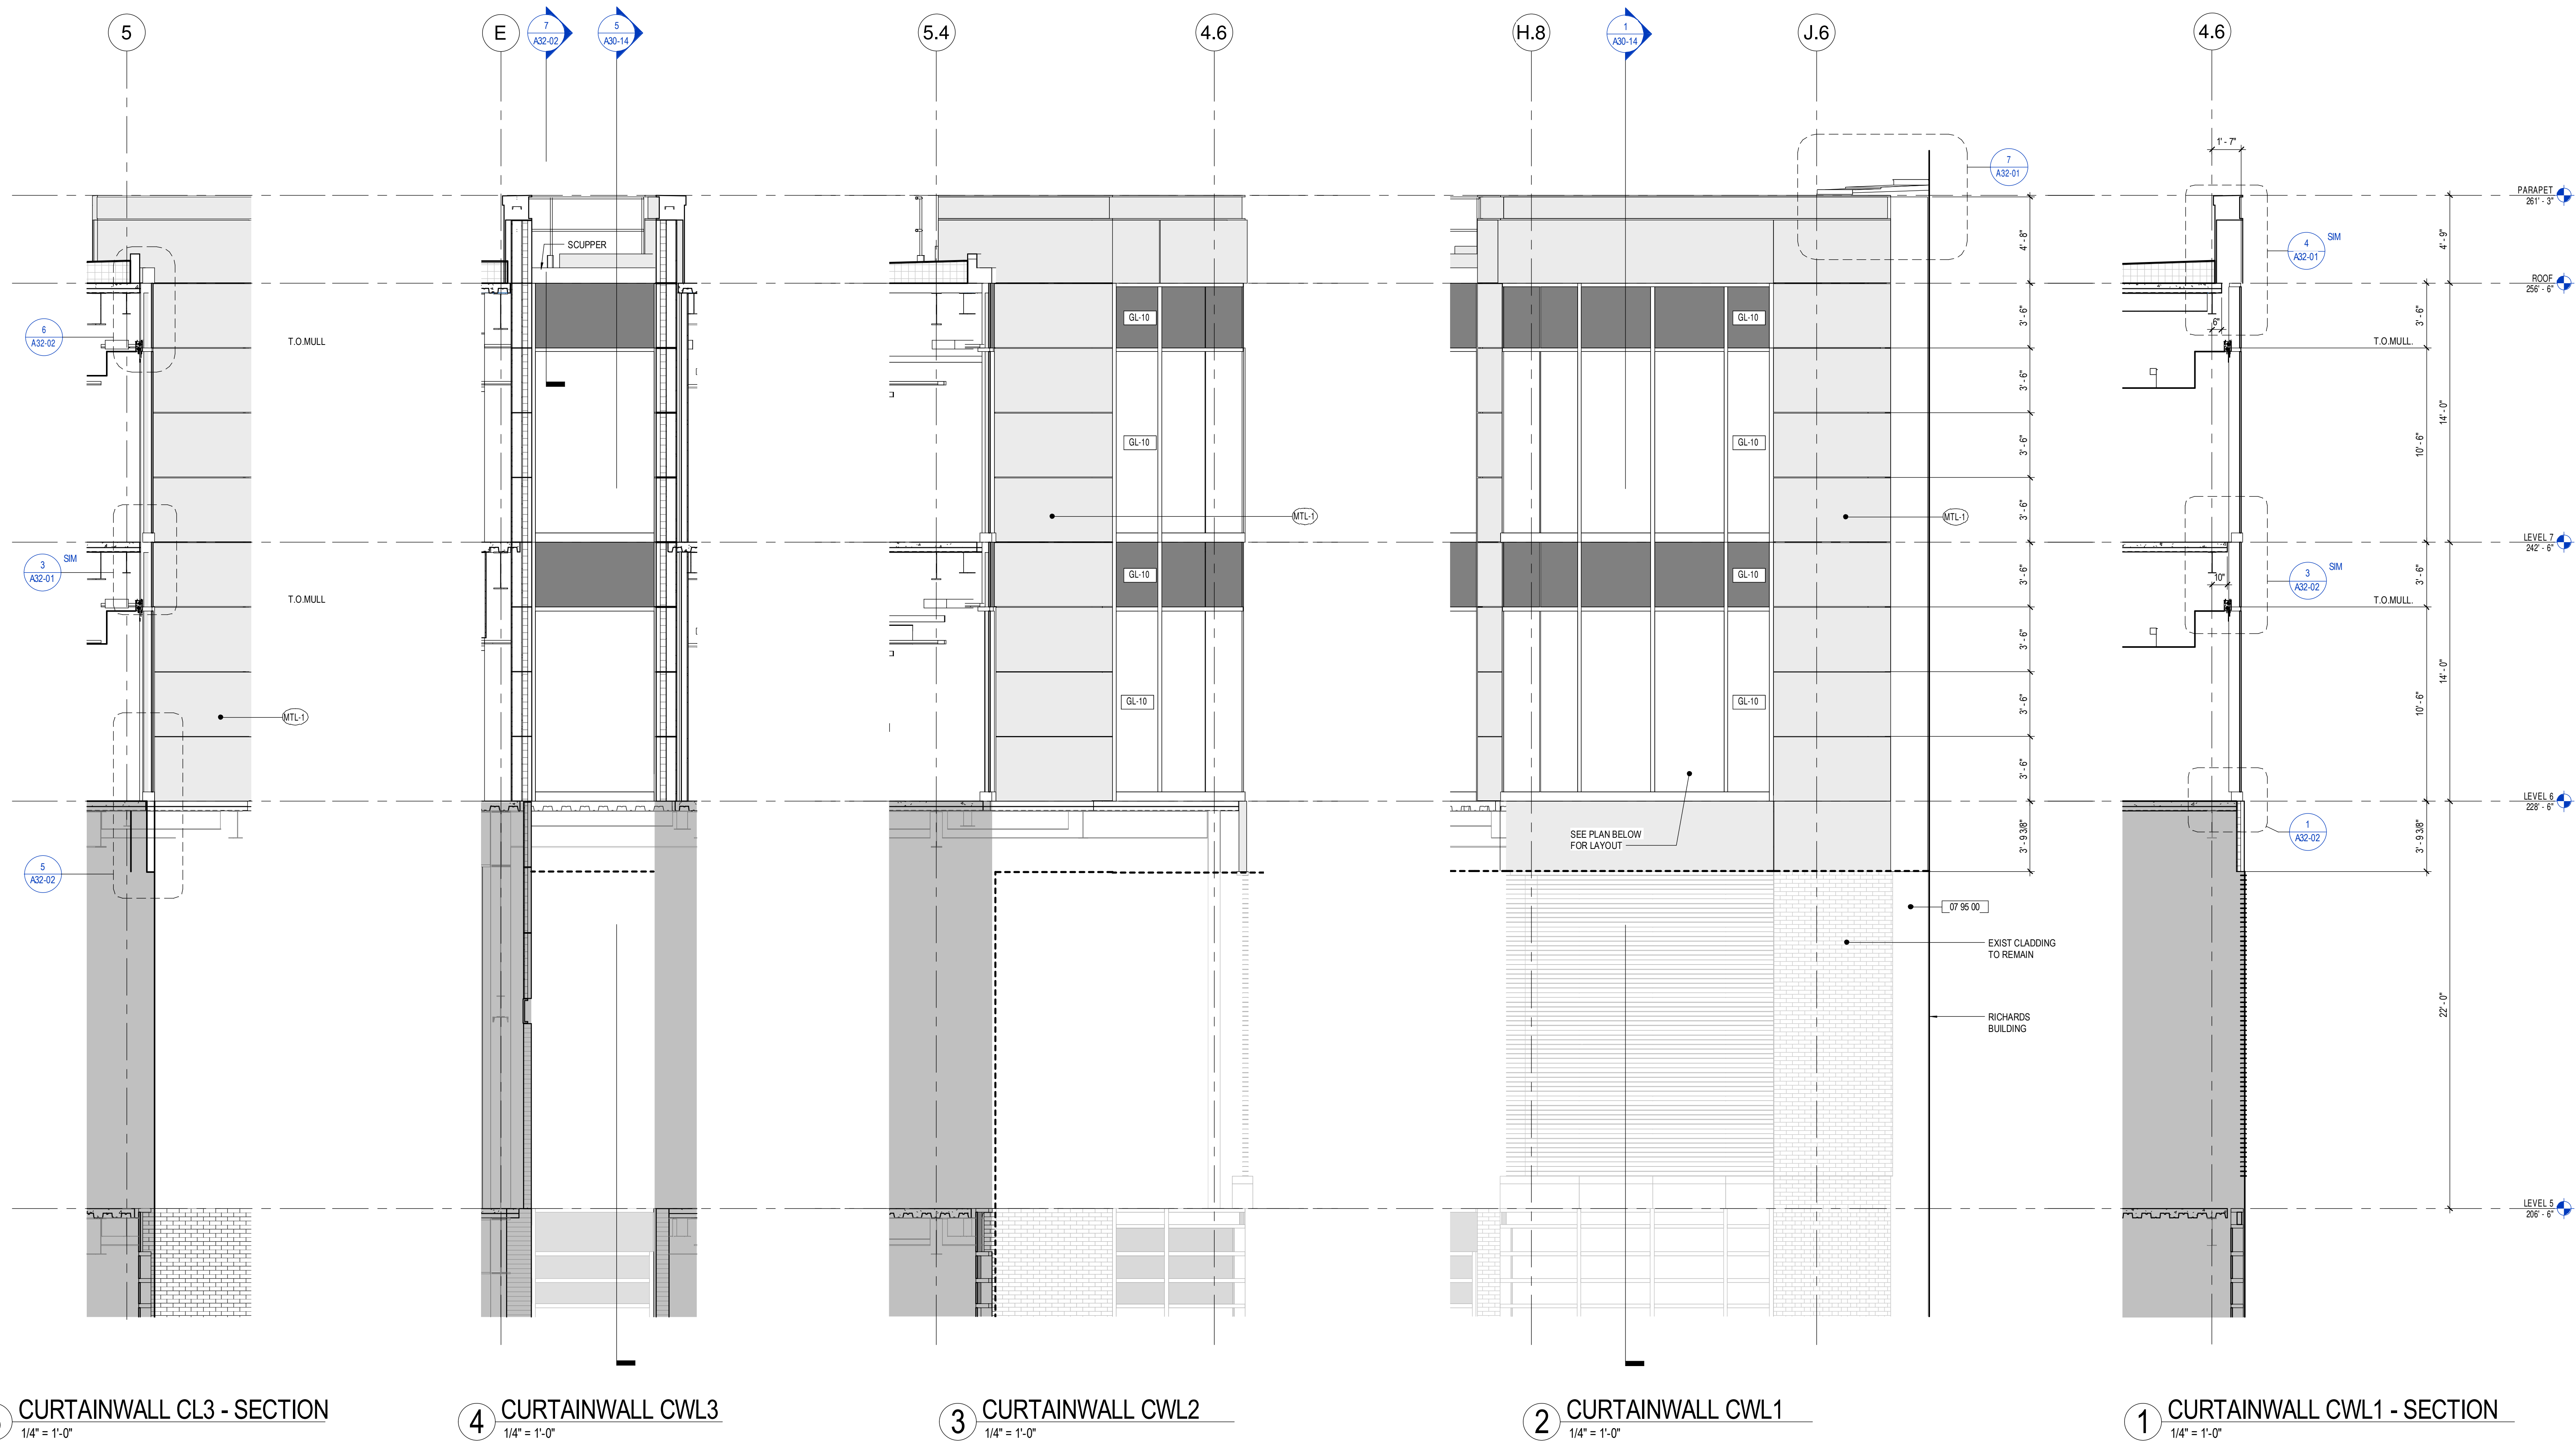 5
E
7
A32-02
5
A30-14
5.4
4.6
H.8
1
A30-14
J.6
4.6
1' - 7"
7
A32-01
PARAPET
261' - 3"
SCUPPER
4' - 8"
4
A32-01
SIM
4' - 9"
ROOF
256' - 6"
6
A32-02
T.O.MULL
GL-10
GL-10
3' - 6"
6"
3' - 6"
T.O.MULL.
3' - 6"
14' - 0"
GL-10
GL-10
3' - 6"
10' - 6"
MTL-1
MTL-1
3' - 6"
LEVEL 7
242' - 6"
3
A32-01
SIM
T.O.MULL
GL-10
GL-10
3' - 6"
10"
3
A32-02
SIM
3' - 6"
T.O.MULL.
3' - 6"
14' - 0"
MTL-1
GL-10
GL-10
3' - 6"
10' - 6"
3' - 6"
LEVEL 6
228' - 6"
SEE PLAN BELOW
FOR LAYOUT
3' - 9 3/8"
1
A32-02
3' - 9 3/8"
5
A32-02
07 95 00
EXIST CLADDING
TO REMAIN
RICHARDS
BUILDING
22' - 0"
LEVEL 5
206' - 6"
CURTAINWALL CL3 - SECTION
1/4" = 1'-0"
4
CURTAINWALL CWL3
1/4" = 1'-0"
3
CURTAINWALL CWL2
1/4" = 1'-0"
2
CURTAINWALL CWL1
1/4" = 1'-0"
1
CURTAINWALL CWL1 - SECTION
1/4" = 1'-0"